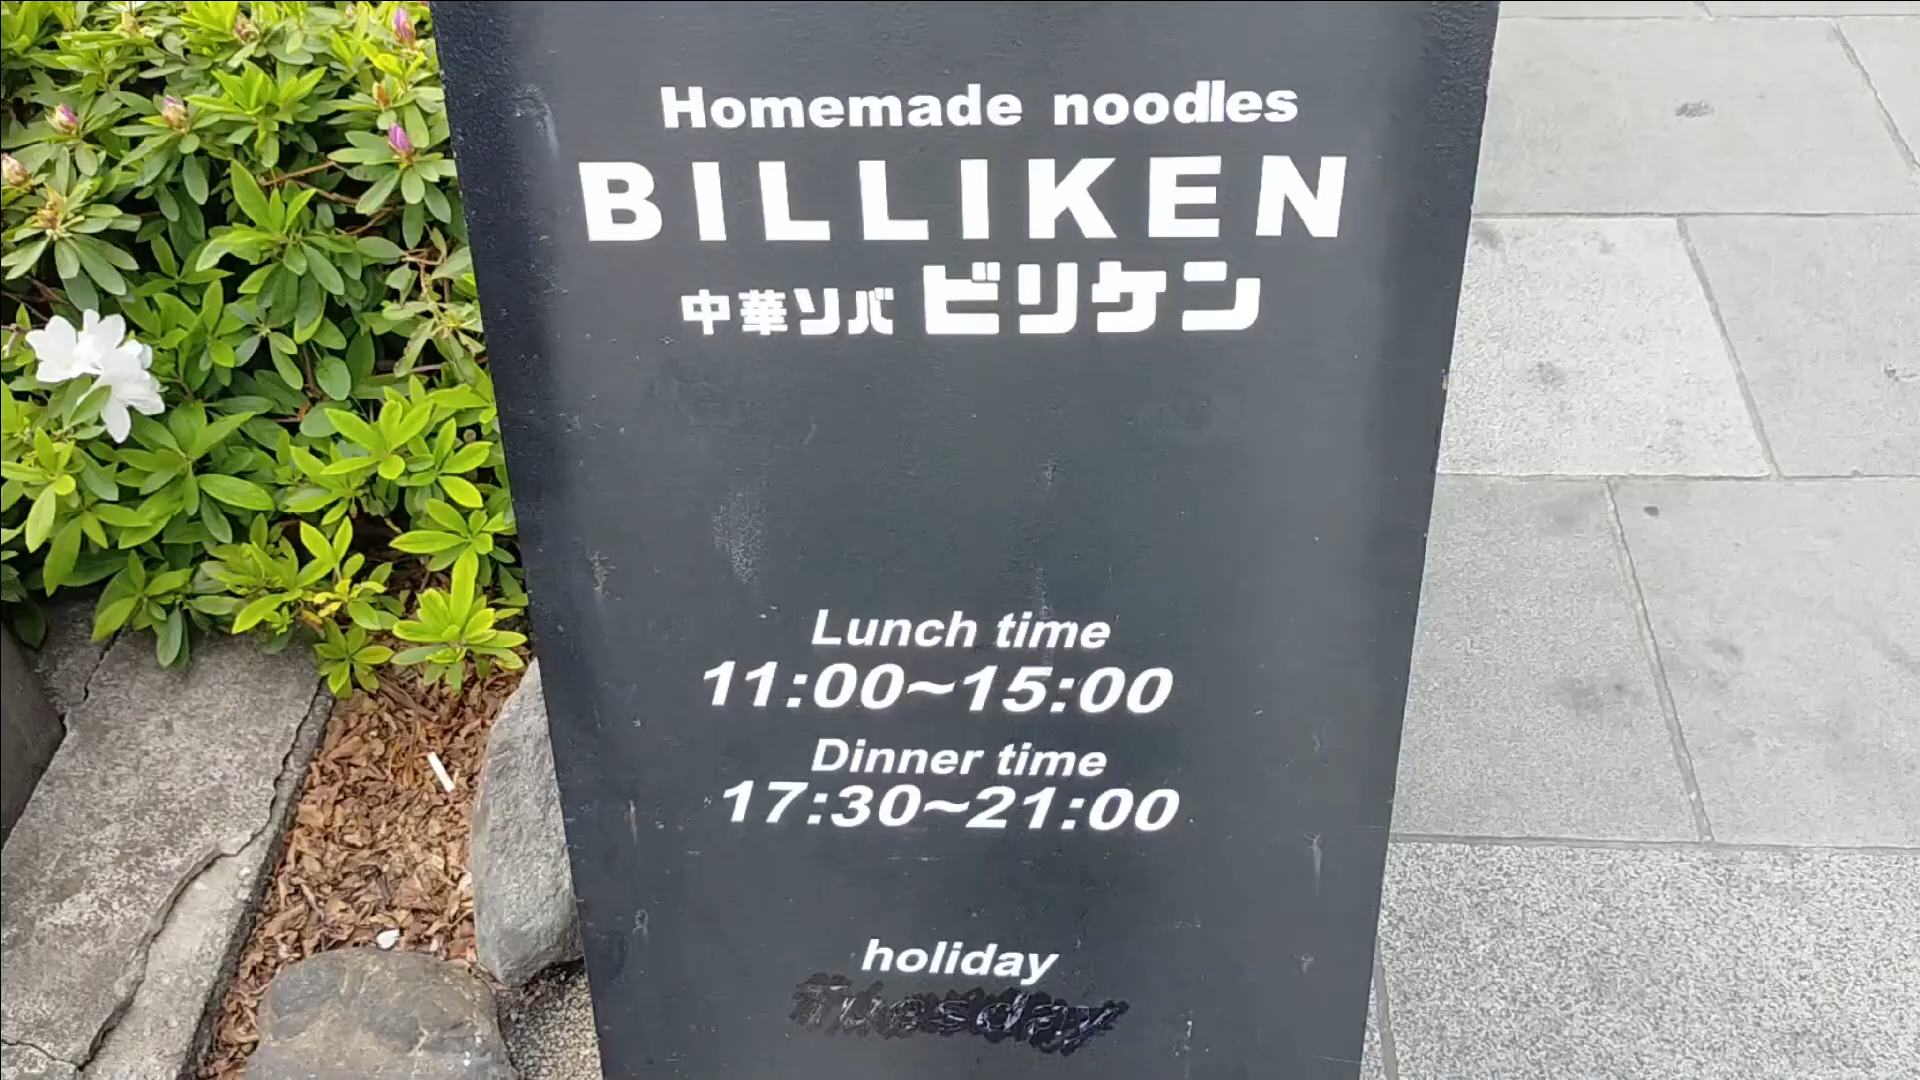 Homemade noodles
BILLIKEN
中華ソバ ビリケン
Lunch time
11:00~15:00
Dinner time
17:30~21:00
holiday
Tuesday